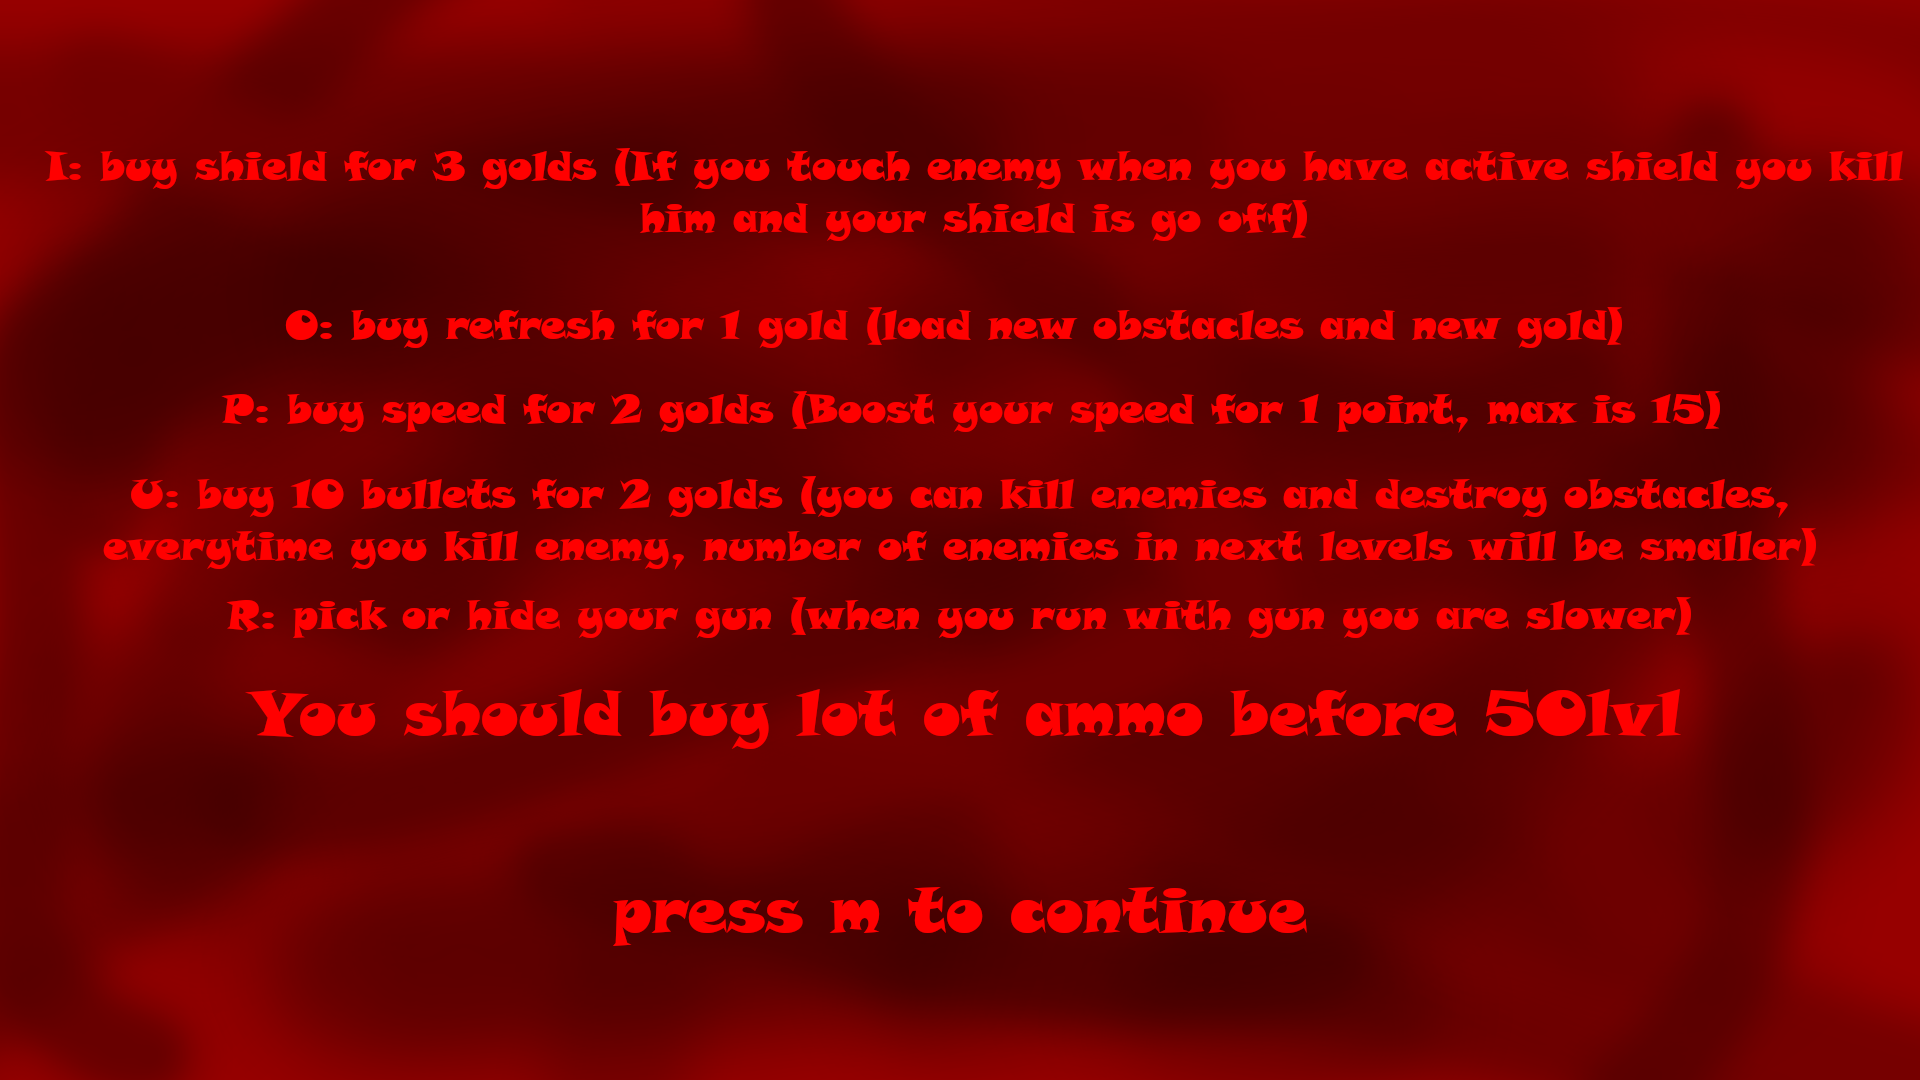 I: buy shield for 3 golds (If you touch enemy when you have active shield you kill
him and your shield is go off)
O: buy refresh for 1 gold (load new obstacles and new gold)
P: buy speed for 2 golds (Boost your speed for 1 point, max is 15)
U: buy 10 bullets for 2 golds (you can kill enemies and destroy obstacles,
everytime you kill enemy, number of enemies in next levels will be smaller)
R: pick or hide your gun (when you run with gun you are slower)
You should buy lot of ammo before 50lvl
press m to continue